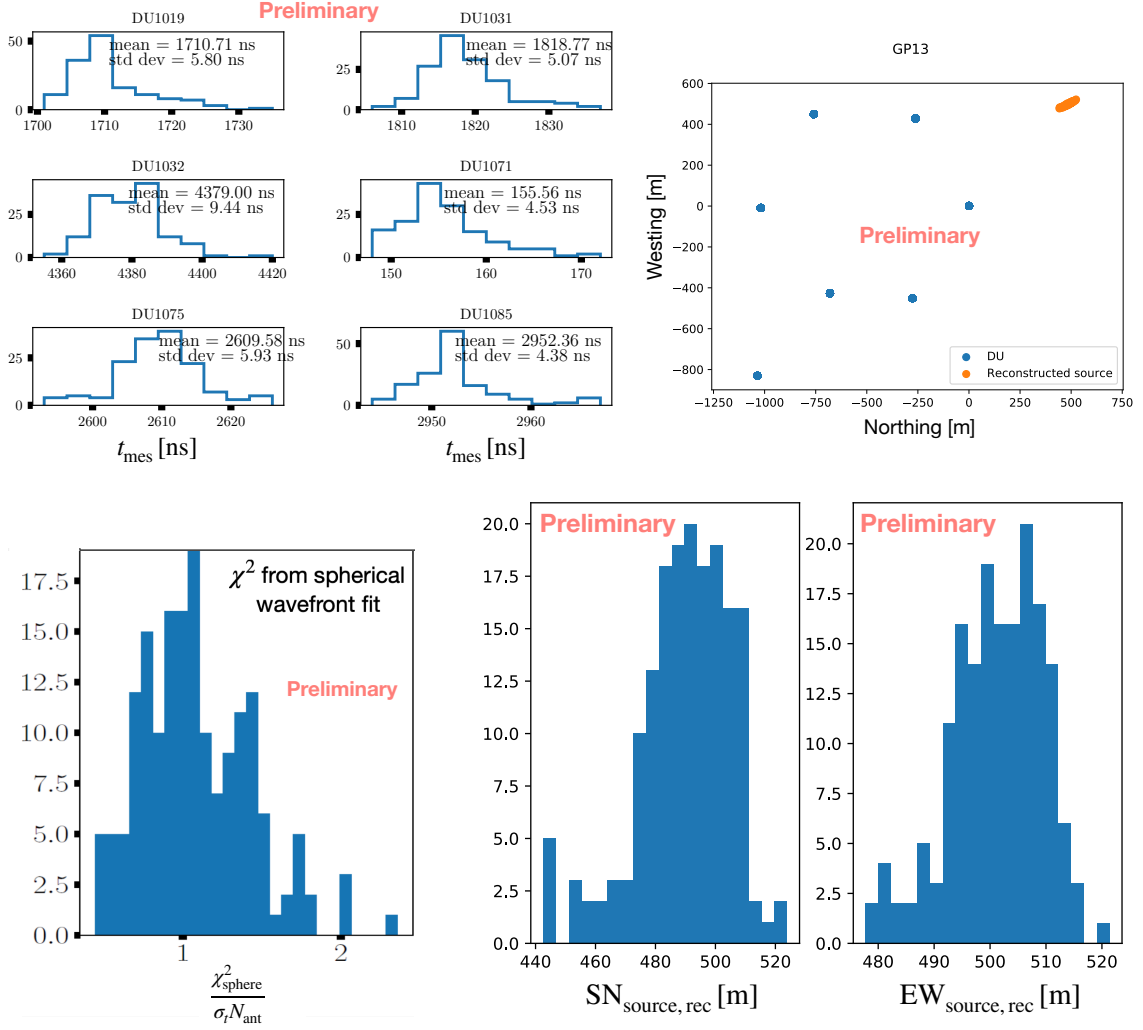 Preliminary
DU1019
mean = 1710.71 ns
std dev = 5.80 ns
50
0
1700
1710
1720
1730
DU1031
mean = 1818.77 ns
std dev = 5.07 ns
25
0
1810
1820
1830
DU1032
mean = 4379.00 ns
std dev = 9.44 ns
25
0
4360
4380
4400
4420
DU1071
mean = 155.56 ns
std dev = 4.53 ns
25
0
150
160
170
DU1075
mean = 2609.58 ns
std dev = 5.93 ns
25
0
2600
2610
2620
t_mes [ns]
DU1085
mean = 2952.36 ns
std dev = 4.38 ns
50
0
2950
2960
t_mes [ns]
GP13
600
400
200
0
−200
−400
−600
−800
Westing [m]
Preliminary
DU
Reconstructed source
−1250 −1000 −750 −500 −250 0 250 500 750
Northing [m]
χ² from spherical
wavefront fit
Preliminary
17.5
15.0
12.5
10.0
7.5
5.0
2.5
0.0
1 2
χ²_sphere
σ_t N_ant
Preliminary
20.0
17.5
15.0
12.5
10.0
7.5
5.0
2.5
0.0
440 460 480 500 520
SN_source, rec [m]
Preliminary
20.0
17.5
15.0
12.5
10.0
7.5
5.0
2.5
0.0
480 490 500 510 520
EW_source, rec [m]